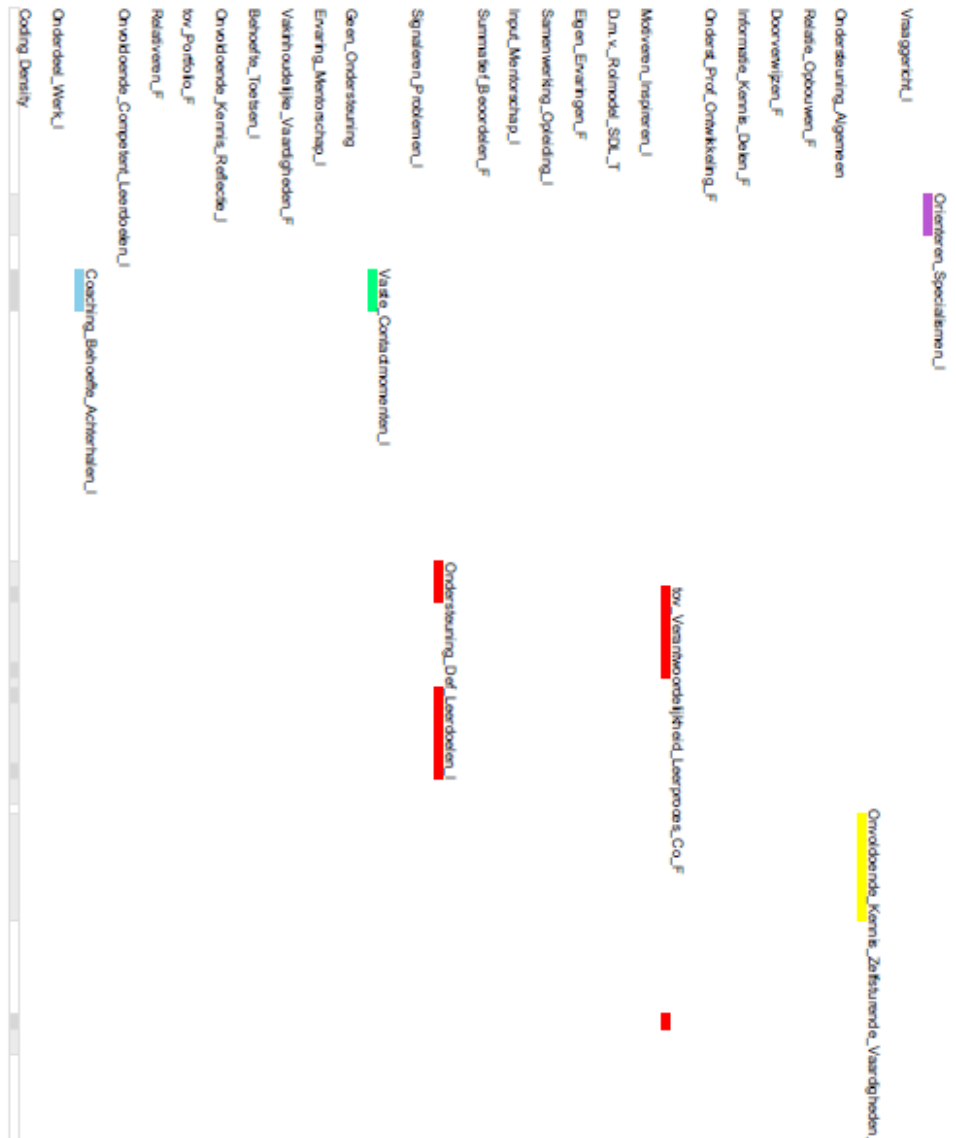 Coding Density
Onderdeel_Werk_I
Coaching_Behoefte_Achterhalen_I
Onvoldoende_Competent_Leerdoelen_I
Relativeren_F
tov_Portfolio_F
Onvoldoende_Kennis_Reflectie_I
Behoefte_Toetsen_I
Vakinhoudelijke_Vaardigheden_F
Ervaring_Mentorschap_I
Geen_Ondersteuning
Vaste_Contactmomenten_I
Signaleren_Problemen_I
Ondersteuning_Def_Leerdoelen_I
Summatief_Beoordelen_F
Input_Mentorschap_I
Samenwerking_Opleiding_I
Eigen_Ervaringen_F
D.m.v._Rolmodel_SDL_T
Motiveren_Inspireren_I
tov_Verantwoordelijkheid_Leerproces_Co_F
Onderst_Prof_Ontwikkeling_F
Informatie_Kennis_Delen_F
Doorverwijzen_F
Relatie_Opbouwen_F
Ondersteuning_Algemeen
Onvoldoende_Kennis_Zelfsturende_Vaardigheden_
Vraaggericht_I
Orienteren_Specialismen_I